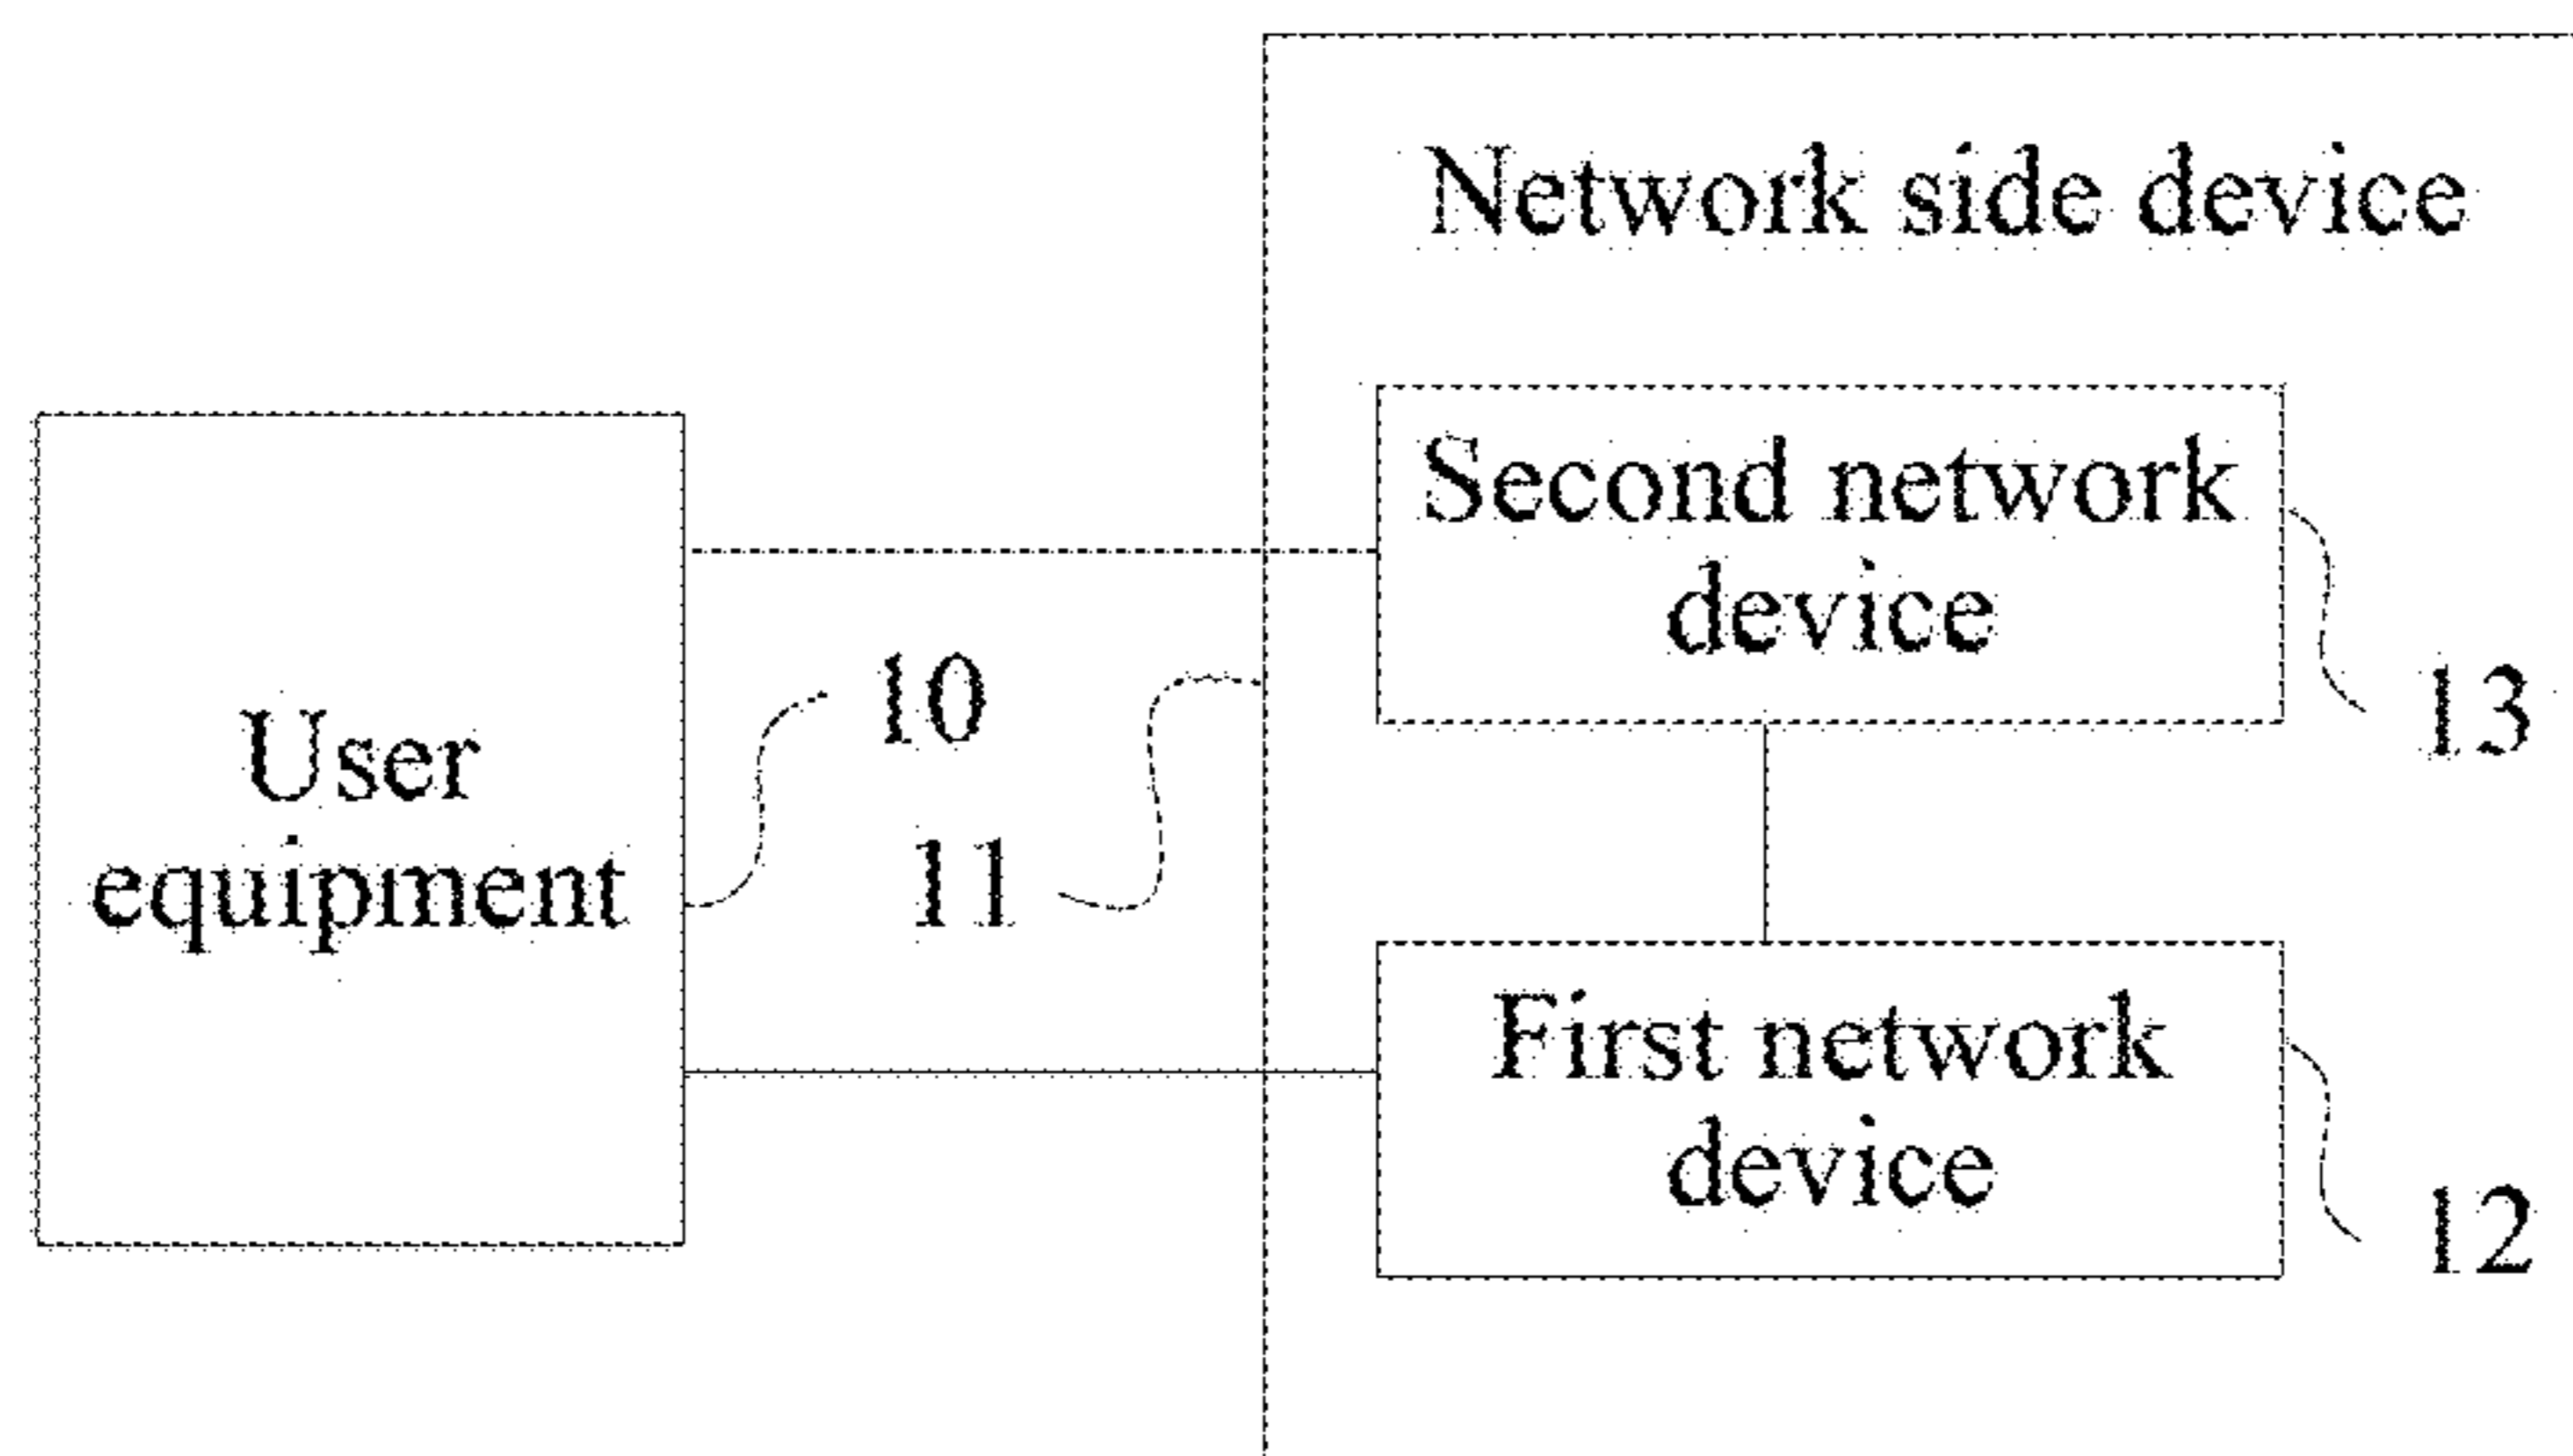 Network side device
Second network
device
13
10
User
equipment
11
First network
device
12